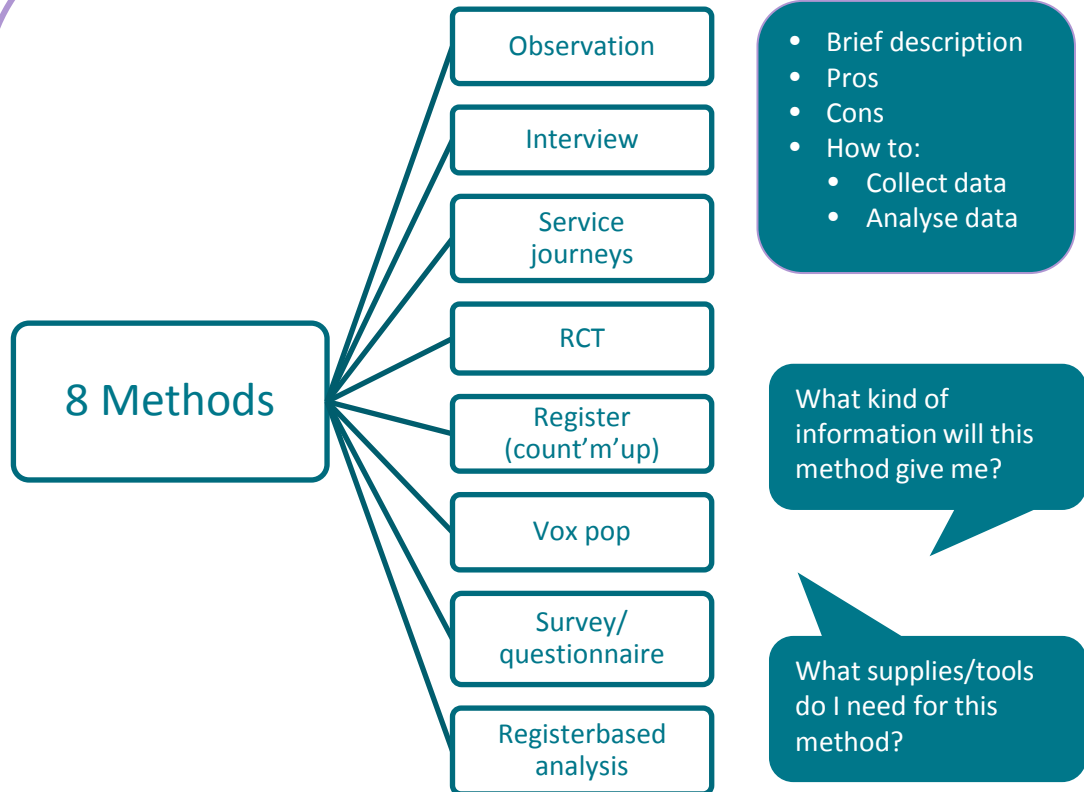 8 Methods
Observation
Interview
Service
journeys
RCT
Register
(count’m’up)
Vox pop
Survey/
questionnaire
Registerbased
analysis
• Brief description
• Pros
• Cons
• How to:
• Collect data
• Analyse data
What kind of
information will this
method give me?
What supplies/tools
do I need for this
method?